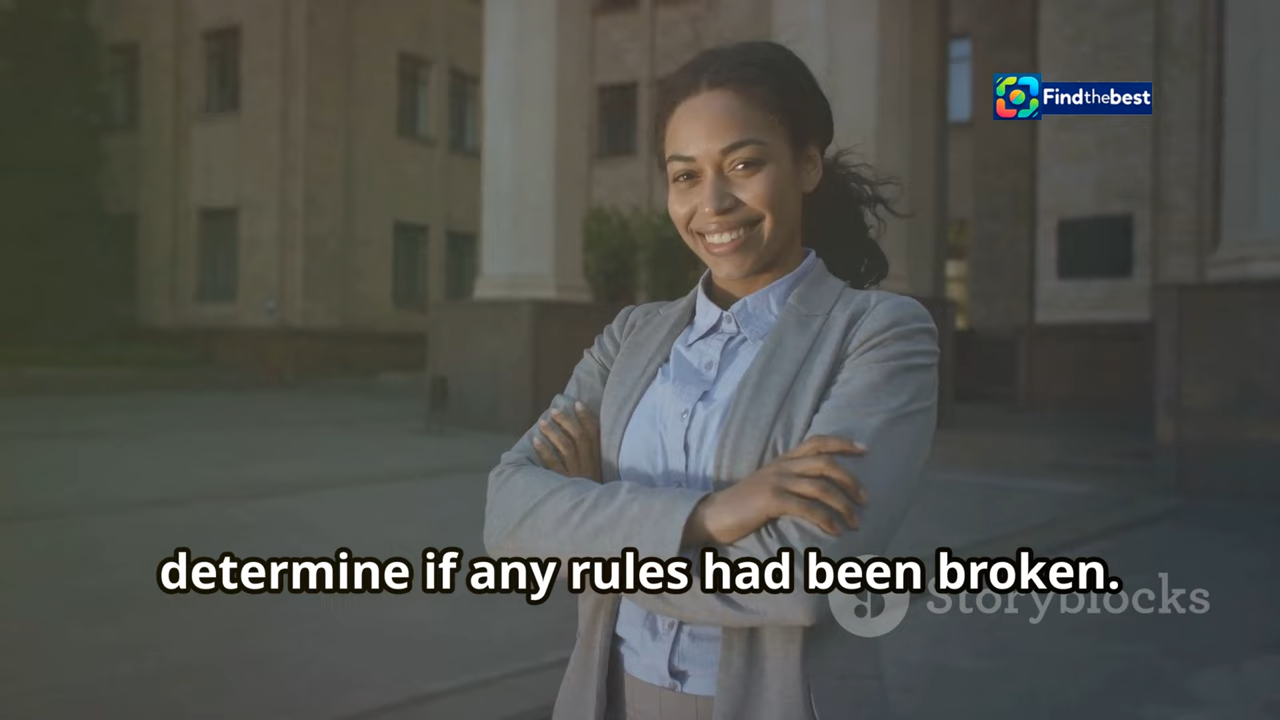 Findthebest
determine if any rules had been broken.
Storyblocks